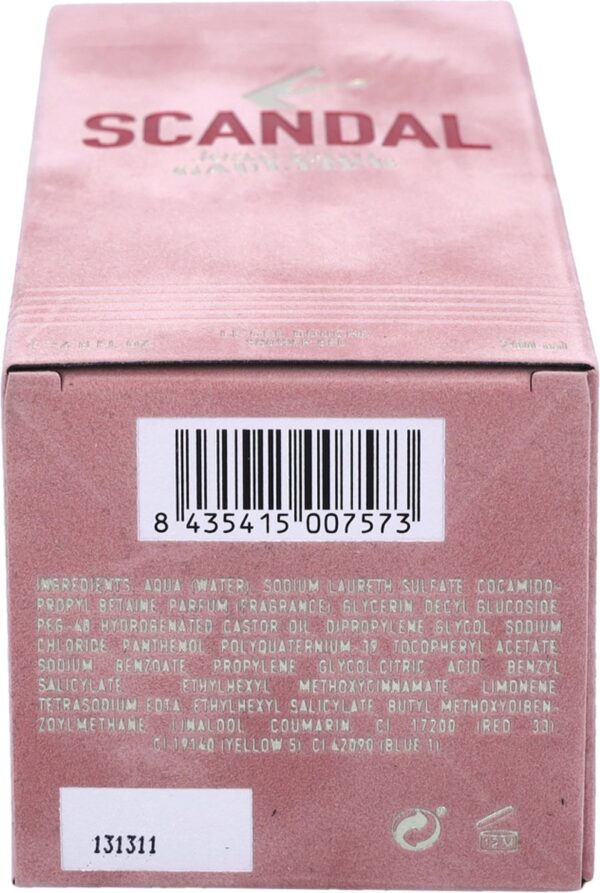 SCANDAL
8 435415 007573
INGREDIENTS: AQUA (WATER), SODIUM LAURETH SULFATE, COCAMIDO-
PROPYL BETAINE, PARFUM (FRAGRANCE), GLYCERIN, DECYL GLUCOSIDE,
PEG-40 HYDROGENATED CASTOR OIL, DIPROPYLENE GLYCOL, SODIUM
CHLORIDE, PANTHENOL, POLYQUATERNIUM-39, TOCOPHERYL ACETATE,
SODIUM BENZOATE, PROPYLENE GLYCOL, CITRIC ACID, BENZYL
SALICYLATE, ETHYLHEXYL METHOXYCINNAMATE, LIMONENE,
TETRASODIUM EDTA, ETHYLHEXYL SALICYLATE, BUTYL METHOXYDIBEN-
ZOYLMETHANE, LINALOOL, COUMARIN, CI 17200 (RED 33),
CI 19140 (YELLOW 5), CI 42090 (BLUE 1).
131311
12M